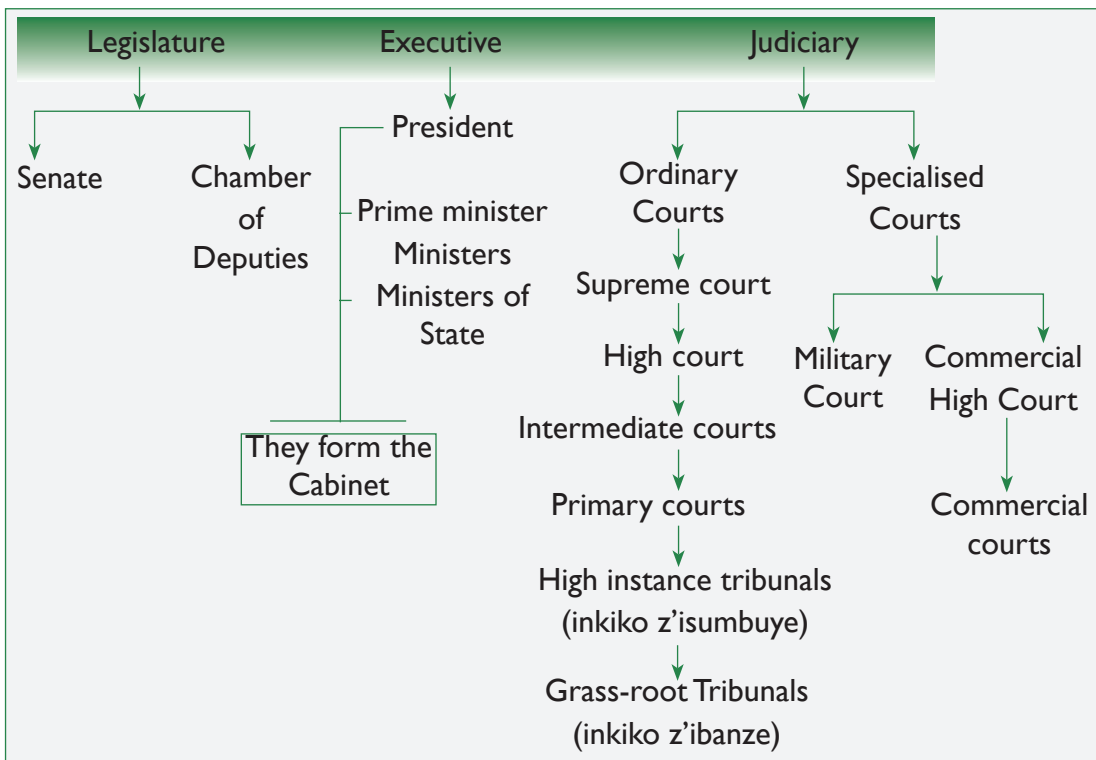 Legislature
Executive
Judiciary
Senate
Chamber
of
Deputies
President
Prime minister
Ministers
Ministers of
State
They form the
Cabinet
Ordinary
Courts
Supreme court
High court
Intermediate courts
Primary courts
High instance tribunals
(inkiko z'isumbuye)
Grass-root Tribunals
(inkiko z'ibanze)
Specialised
Courts
Military
Court
Commercial
High Court
Commercial
courts